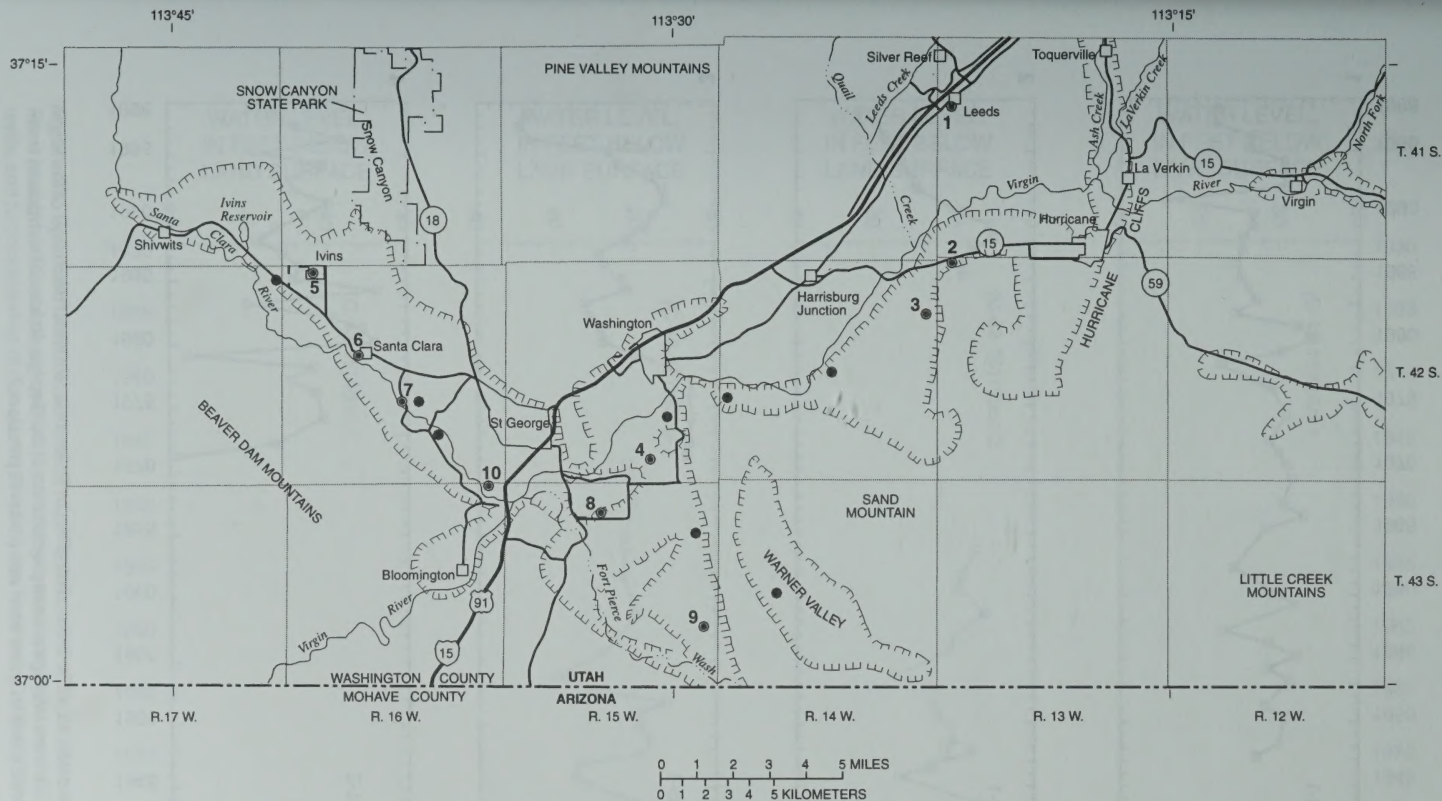 113°45'
113°30'
113°15'
37°15'
PINE VALLEY MOUNTAINS
Silver Reef
Toquerville
SNOW CANYON
STATE PARK
Snow Canyon
Quail
Creek
Leeds Creek
1
Leeds
Ash Creek
LaVerkin Creek
North Fork
T. 41 S.
La Verkin
15
Virgin
River
Virgin
18
Ivins
Reservoir
Santa
Clara
River
Shivwits
Ivins
5
Hurricane
CLIFFS
HURRICANE
2
15
Harrisburg
Junction
59
3
Washington
6
Santa Clara
T. 42 S.
7
BEAVER DAM MOUNTAINS
St George
4
10
8
SAND
MOUNTAIN
Bloomington
Fort Pierce
Wash
WARNER VALLEY
T. 43 S.
LITTLE CREEK
MOUNTAINS
91
9
Virgin
River
15
37°00'
WASHINGTON COUNTY
UTAH
MOHAVE COUNTY
ARIZONA
R. 17 W.
R. 16 W.
R. 15 W.
R. 14 W.
R. 13 W.
R. 12 W.
0 1 2 3 4 5 MILES
0 1 2 3 4 5 KILOMETERS